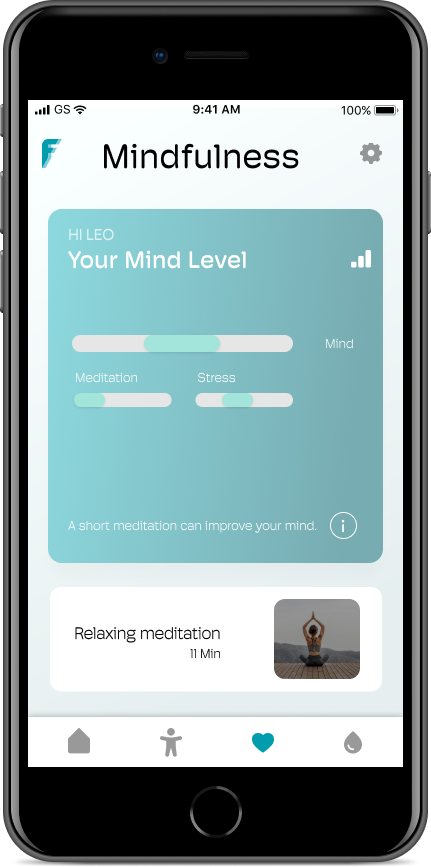 GS 9:41 AM 100%
F Mindfulness
HI LEO
Your Mind Level
Mind
Meditation Stress
A short meditation can improve your mind. i
Relaxing meditation
11 Min